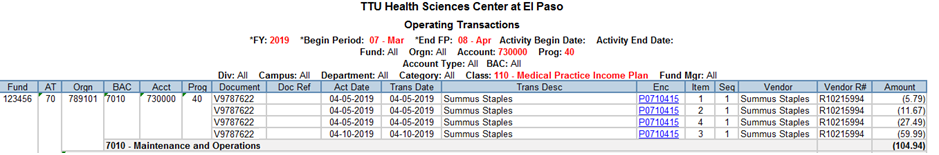 TTU Health Sciences Center at El Paso
Operating Transactions
*FY: 2019 *Begin Period: 07 - Mar *End FP: 08 - Apr Activity Begin Date: Activity End Date:
Fund: All Orgn: All Account: 730000 Prog: 40
Account Type: All BAC: All
Div: All Campus: All Department: All Category: All Class: 110 - Medical Practice Income Plan Fund Mgr: All
Fund AT Orgn BAC Acct Prog Document Doc Ref Act Date Trans Date Trans Desc Enc Item Seq Vendor Vendor R# Amount
123456 70 789101 7010 730000 40 V9787622 04-05-2019 04-05-2019 Summus Staples P0710415 1 1 Summus Staples R10215994 (5.79)
V9787622 04-05-2019 04-05-2019 Summus Staples P0710415 2 1 Summus Staples R10215994 (11.67)
V9787622 04-05-2019 04-05-2019 Summus Staples P0710415 4 1 Summus Staples R10215994 (27.49)
V9787622 04-10-2019 04-10-2019 Summus Staples P0710415 3 1 Summus Staples R10215994 (59.99)
7010 - Maintenance and Operations (104.94)